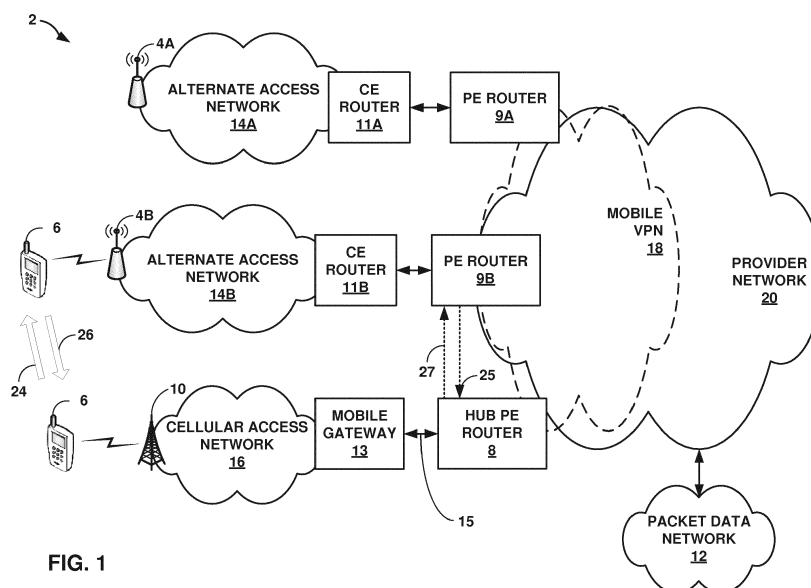 2
4A
ALTERNATE ACCESS
NETWORK
14A
CE
ROUTER
11A
PE ROUTER
9A
6
4B
ALTERNATE ACCESS
NETWORK
14B
CE
ROUTER
11B
PE ROUTER
9B
MOBILE
VPN
18
PROVIDER
NETWORK
20
24
26
27
25
6
10
CELLULAR ACCESS
NETWORK
16
MOBILE
GATEWAY
13
15
HUB PE
ROUTER
8
PACKET DATA
NETWORK
12
FIG. 1